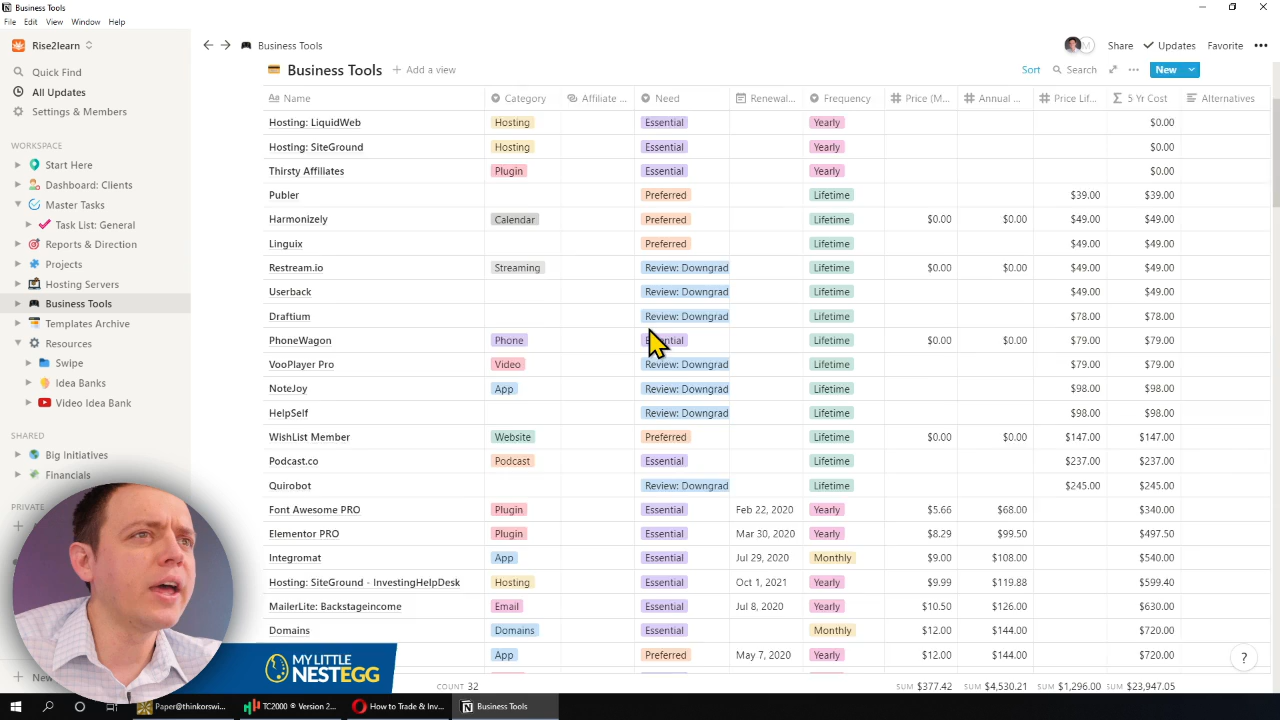 Business Tools
File Edit View Window Help
Rise2learn
Business Tools
Share Updates Favorite
Quick Find
All Updates
Settings & Members
WORKSPACE
Start Here
Dashboard: Clients
Master Tasks
Task List: General
Reports & Direction
Projects
Hosting Servers
Business Tools
Templates Archive
Resources
Swipe
Idea Banks
Video Idea Bank
SHARED
Big Initiatives
Financials
PRIVATE
Business Tools + Add a view
Sort Search New
Aa Name Category Affiliate ... Need Renewal... Frequency # Price (M... # Annual ... # Price Lif... Σ 5 Yr Cost Alternatives
Hosting: LiquidWeb Hosting Essential Yearly $0.00
Hosting: SiteGround Hosting Essential Yearly $0.00
Thirsty Affiliates Plugin Essential Yearly $0.00
Publer Preferred Lifetime $39.00 $39.00
Harmonizely Calendar Preferred Lifetime $0.00 $0.00 $49.00 $49.00
Linguix Preferred Lifetime $49.00 $49.00
Restream.io Streaming Review: Downgrad Lifetime $0.00 $0.00 $49.00 $49.00
Userback Review: Downgrad Lifetime $49.00 $49.00
Draftium Review: Downgrad Lifetime $78.00 $78.00
PhoneWagon Phone Essential Lifetime $0.00 $0.00 $79.00 $79.00
VooPlayer Pro Video Review: Downgrad Lifetime $79.00 $79.00
NoteJoy App Review: Downgrad Lifetime $98.00 $98.00
HelpSelf Review: Downgrad Lifetime $98.00 $98.00
WishList Member Website Preferred Lifetime $0.00 $0.00 $147.00 $147.00
Podcast.co Podcast Essential Lifetime $237.00 $237.00
Quirobot Review: Downgrad Lifetime $245.00 $245.00
Font Awesome PRO Plugin Essential Feb 22, 2020 Yearly $5.66 $68.00 $340.00
Elementor PRO Plugin Essential Mar 30, 2020 Yearly $8.29 $99.50 $497.50
Integromat App Essential Jul 29, 2020 Monthly $9.00 $108.00 $540.00
Hosting: SiteGround - InvestingHelpDesk Hosting Essential Oct 1, 2021 Yearly $9.99 $119.88 $599.40
MailerLite: Backstageincome Email Essential Jul 8, 2020 Yearly $10.50 $126.00 $630.00
Domains Domains Essential Monthly $12.00 $144.00 $720.00
App Preferred May 7, 2020 Yearly $12.00 $144.00 $720.00
COUNT 32 SUM $377.42 SUM $4,530.21 SUM $1,296.00 SUM $23,947.05
?
MY LITTLE
NESTEGG
+ New
Paper@thinkorswi... TC2000 ® Version 2... How to Trade & Inv... Business Tools